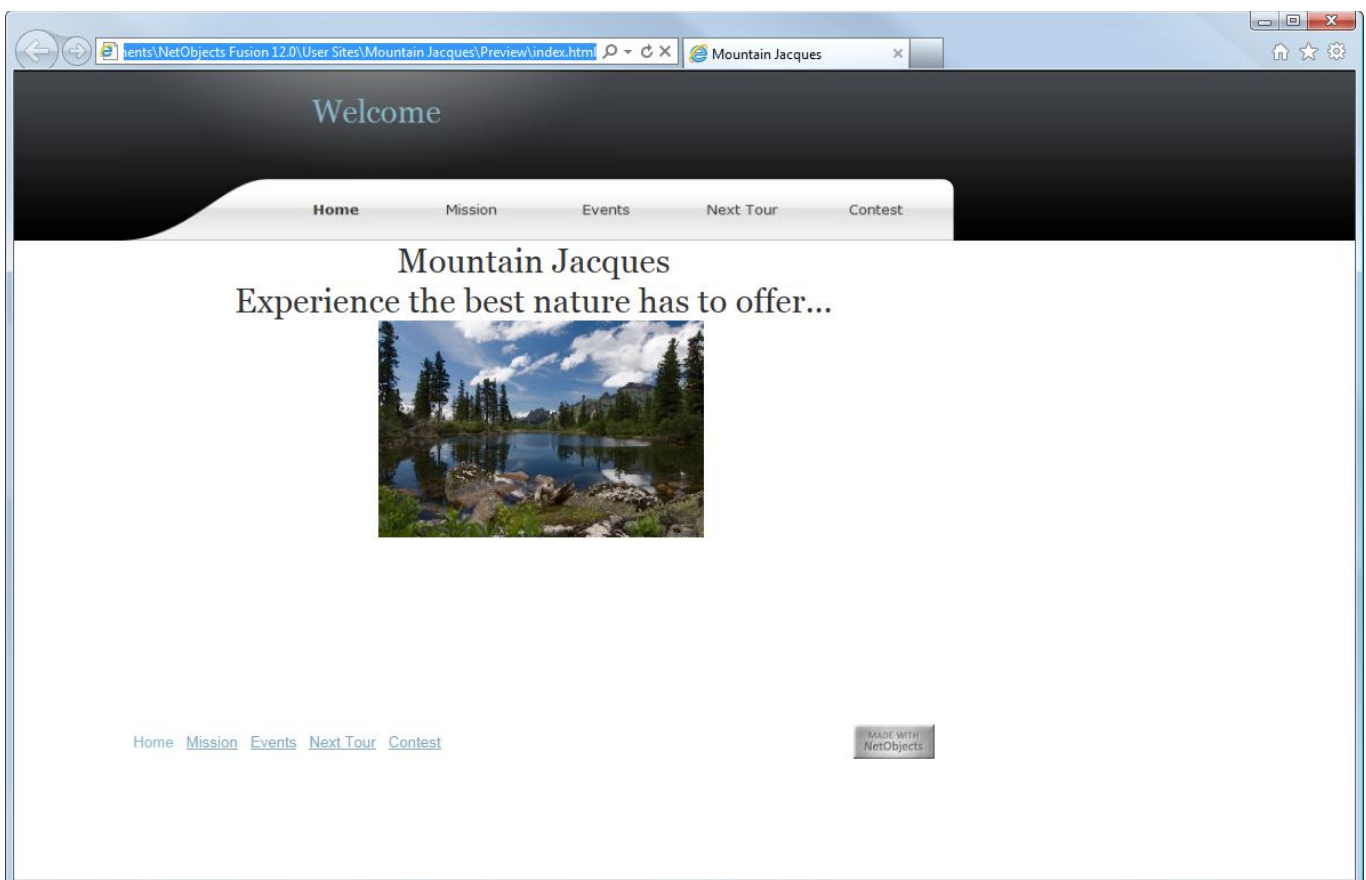 ients\NetObjects Fusion 12.0\User Sites\Mountain Jacques\Preview\index.html
Mountain Jacques
Welcome
Home Mission Events Next Tour Contest
Mountain Jacques
Experience the best nature has to offer...
Home Mission Events Next Tour Contest
MADE WITH
NetObjects